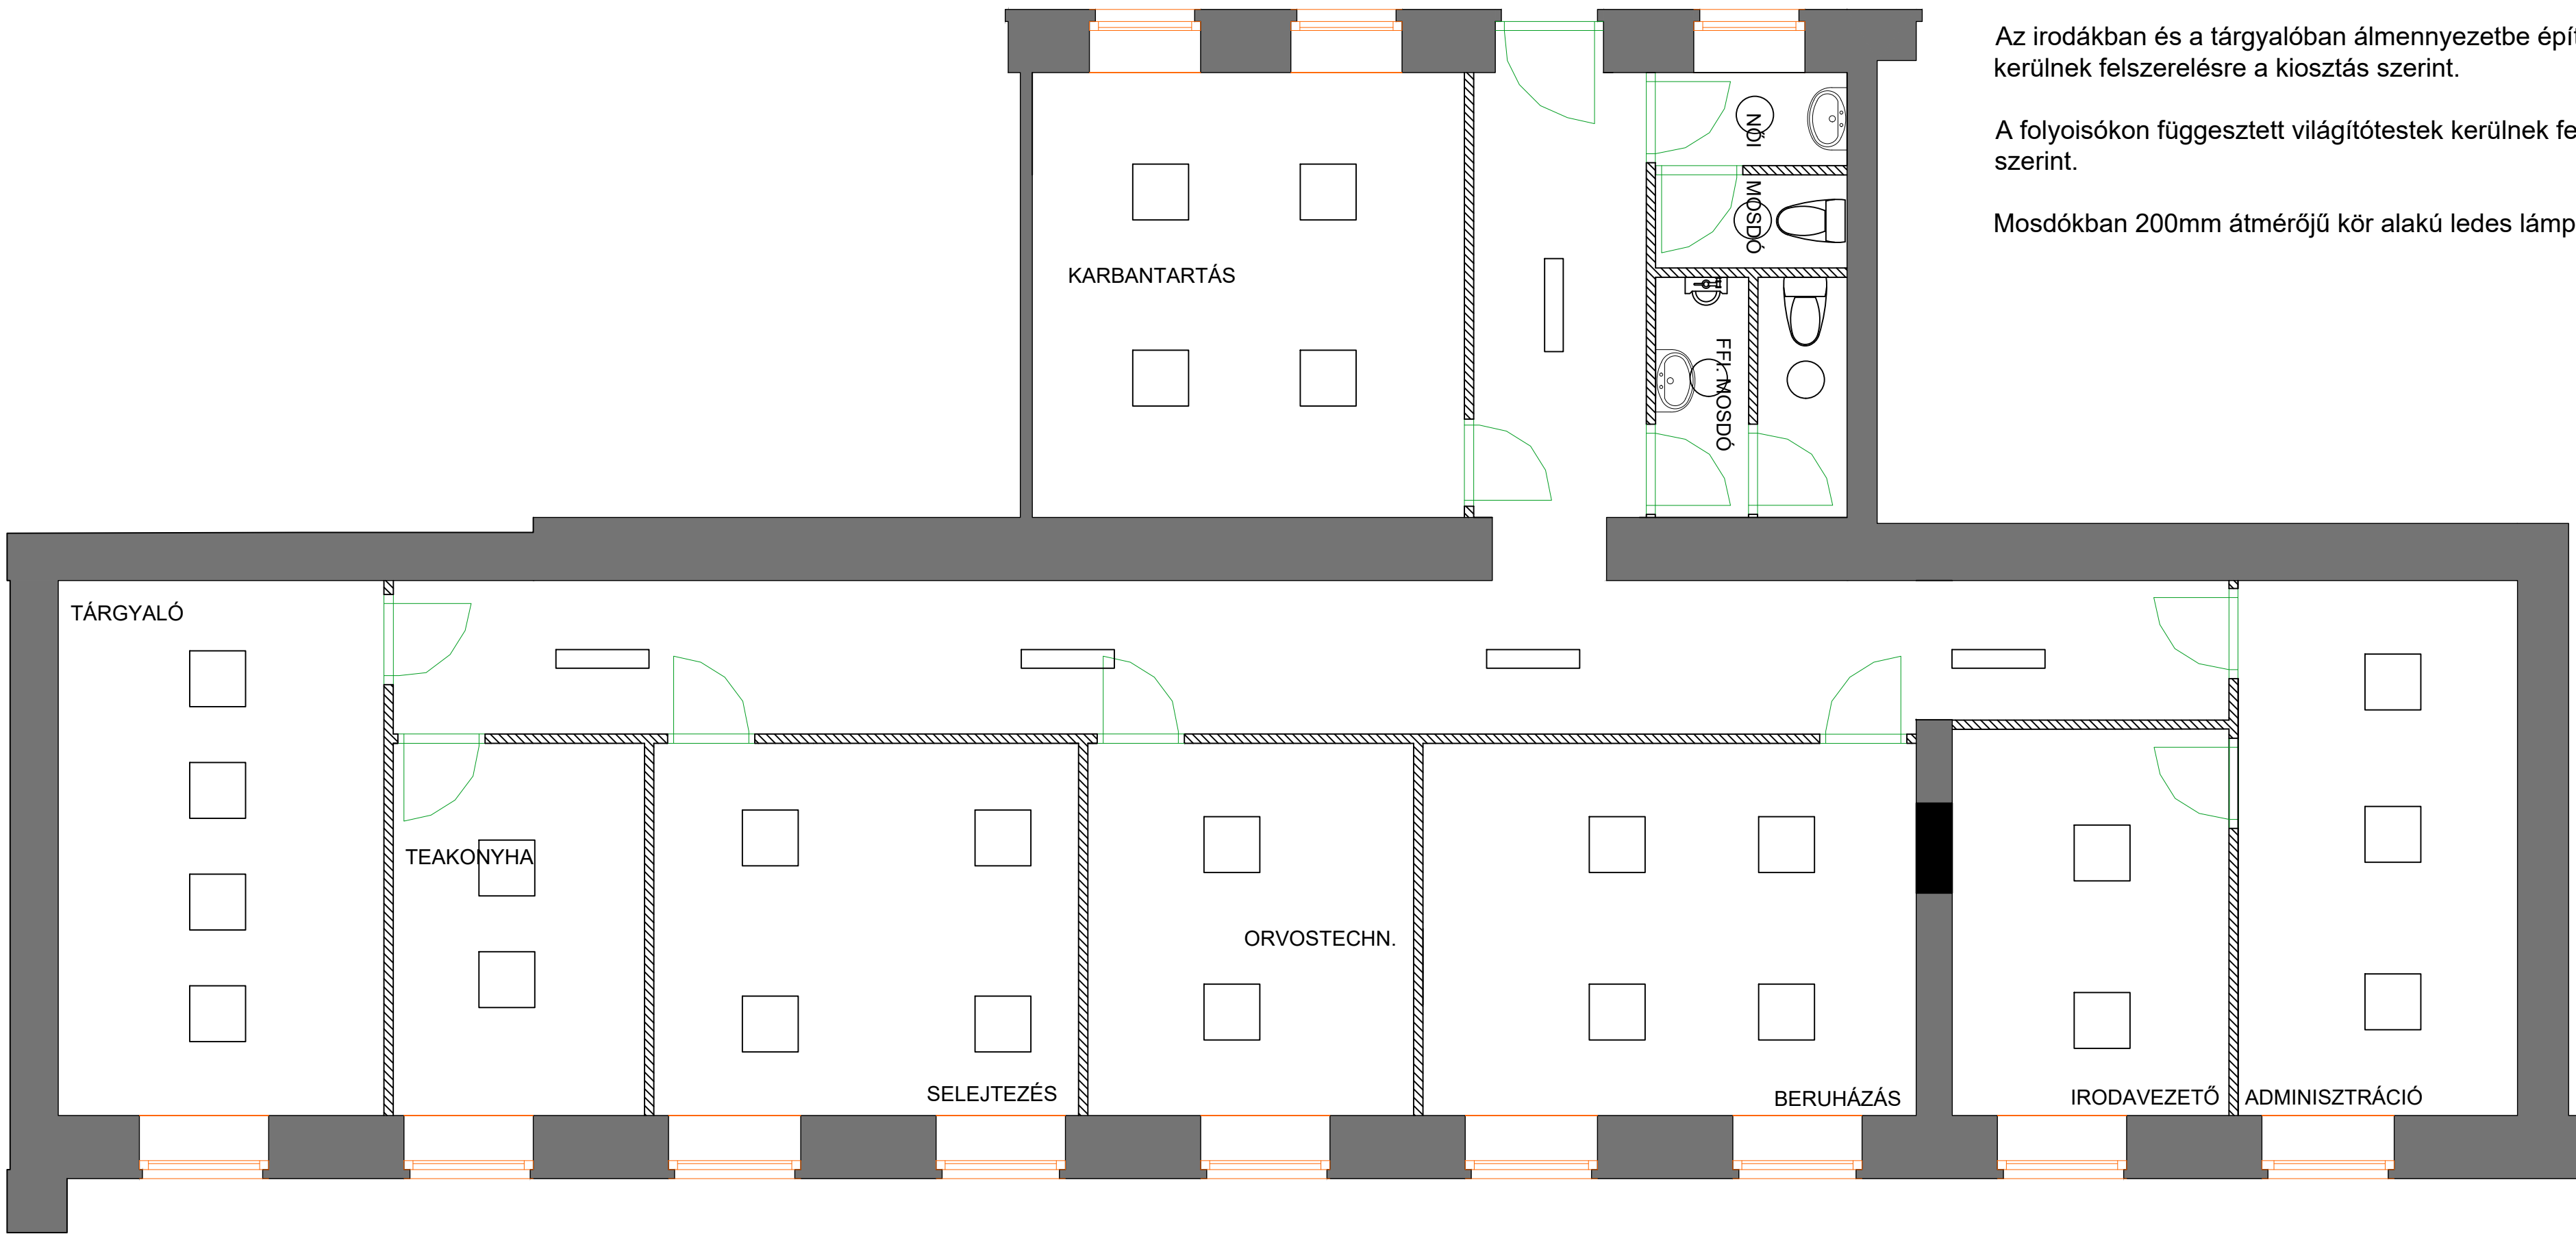 Az irodákban és a tárgyalóban álmennyezetbe épít
kerülnek felszerelésre a kiosztás szerint.
A folyoisókon függesztett világítótestek kerülnek fe
szerint.
Mosdókban 200mm átmérőjű kör alakú ledes lámp
NŐI
MOSDÓ
KARBANTARTÁS
FFI. MOSDÓ
TÁRGYALÓ
TEAKONYHA
ORVOSTECHN.
SELEJTEZÉS
BERUHÁZÁS
IRODAVEZETŐ
ADMINISZTRÁCIÓ